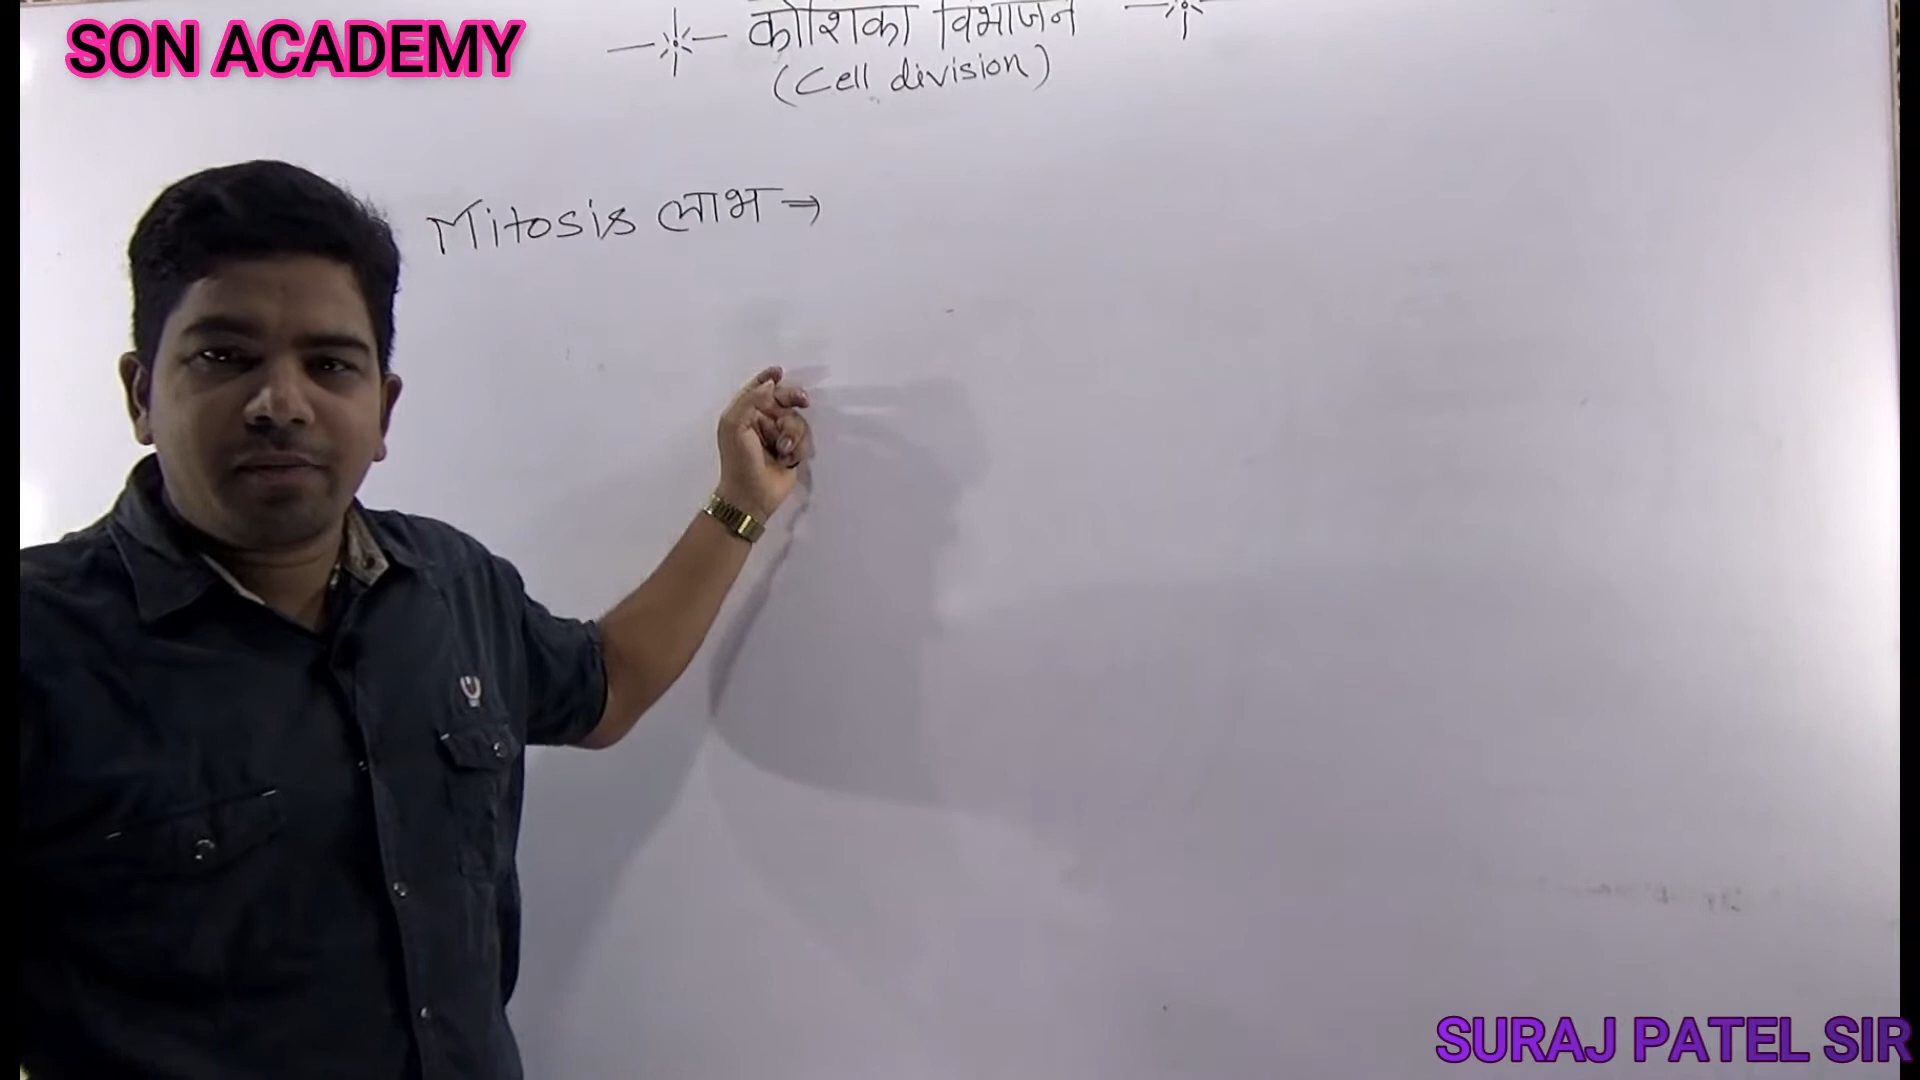 SON ACADEMY
कोशिका विभाजन
(Cell division)
Mitosis लाभ →
SURAJ PATEL SIR